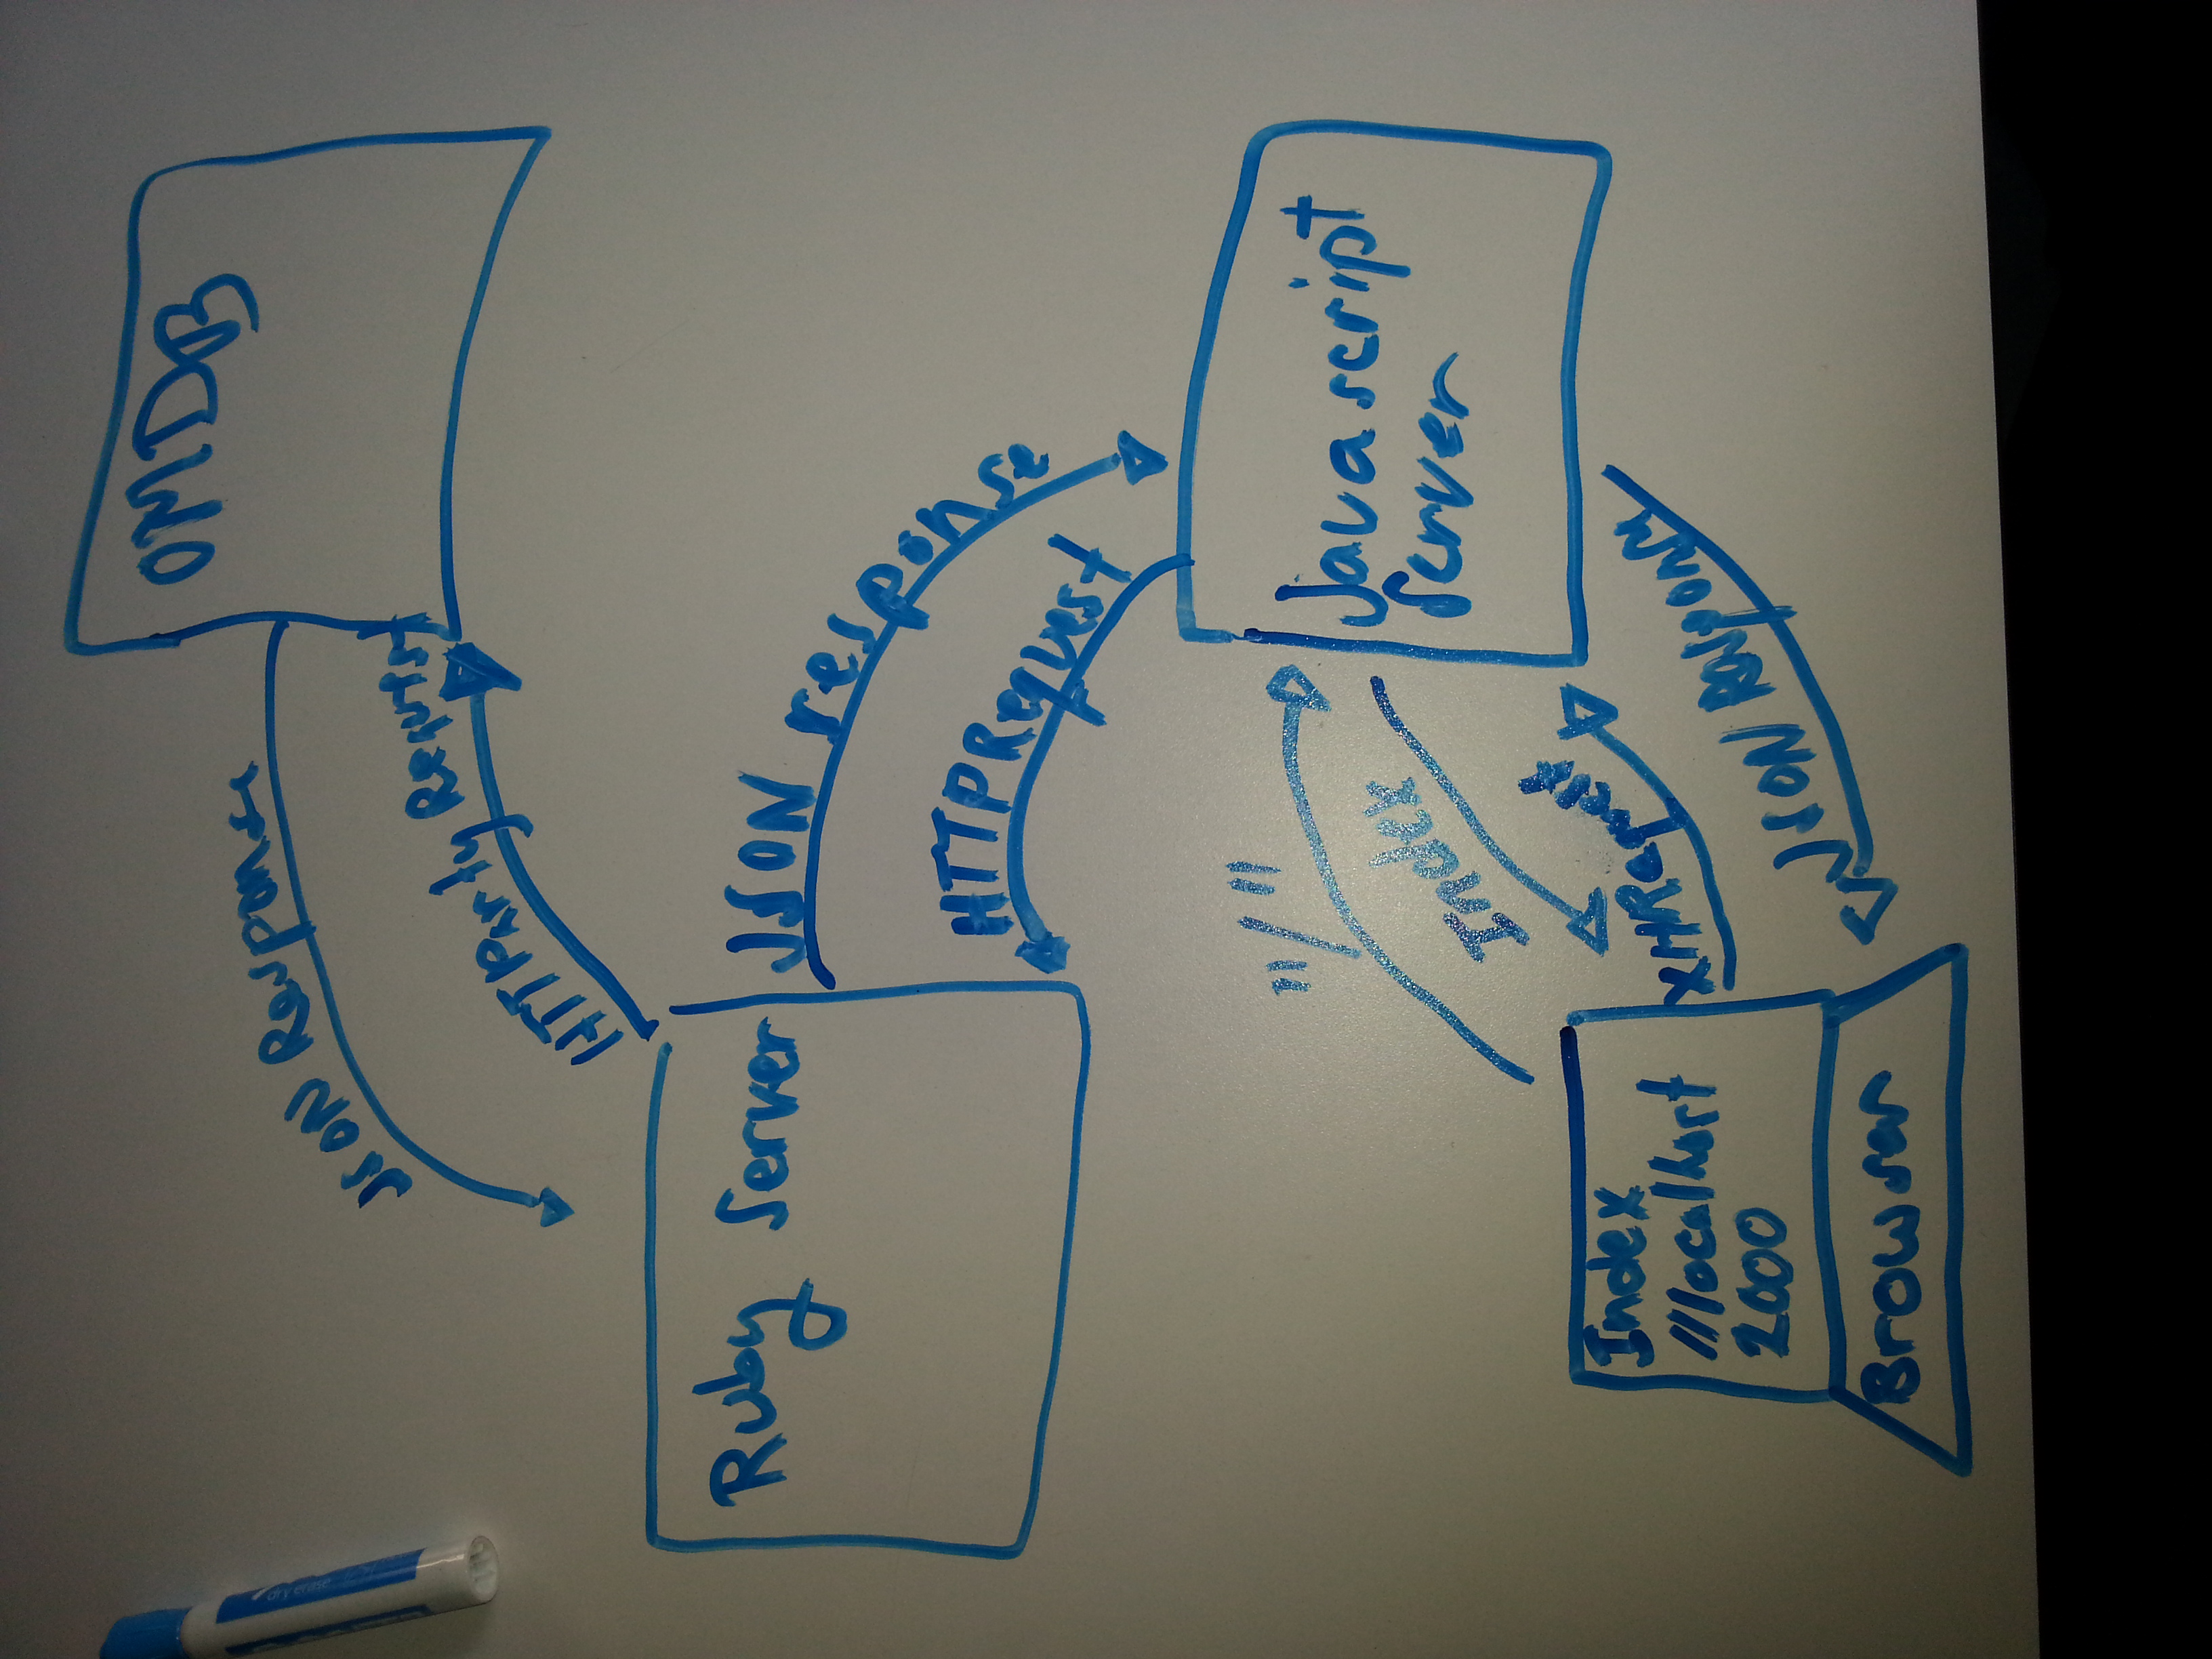 OMDB
JSON Response
HTTParty Request
Ruby Server
JSON response
HTTPRequest
"/"
Javascript
Server
Index
XHRequest
JSON Response
Index
//localhost
2000
Browser